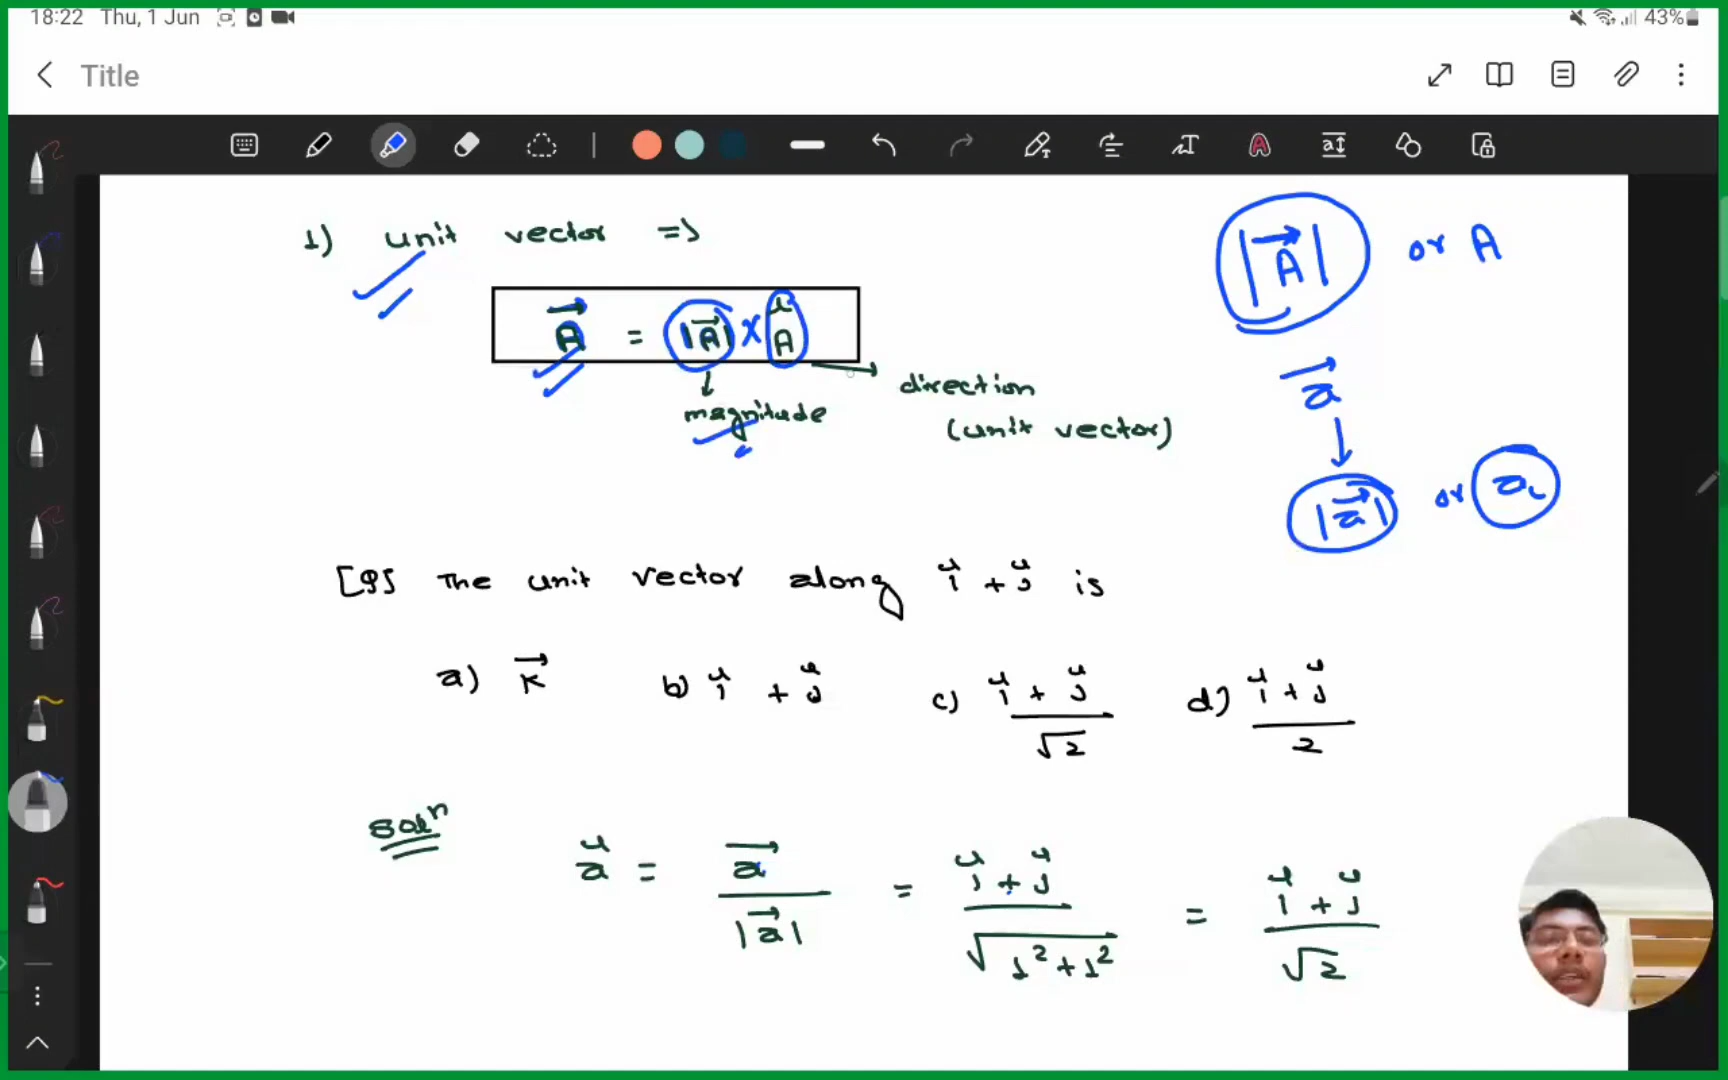 18:22 Thu, 1 Jun
43%
Title
1) unit vector =>
|A⃗| or A
A⃗ = |A⃗| × Â
magnitude
direction
(unit vector)
a⃗
|a⃗| or a
[Q] The unit vector along î + ĵ is
a) k⃗ b) î + ĵ c) î + ĵ / √2 d) î + ĵ / 2
Solⁿ
â = a⃗ / |a⃗| = î + ĵ / √1² + 1² = î + ĵ / √2